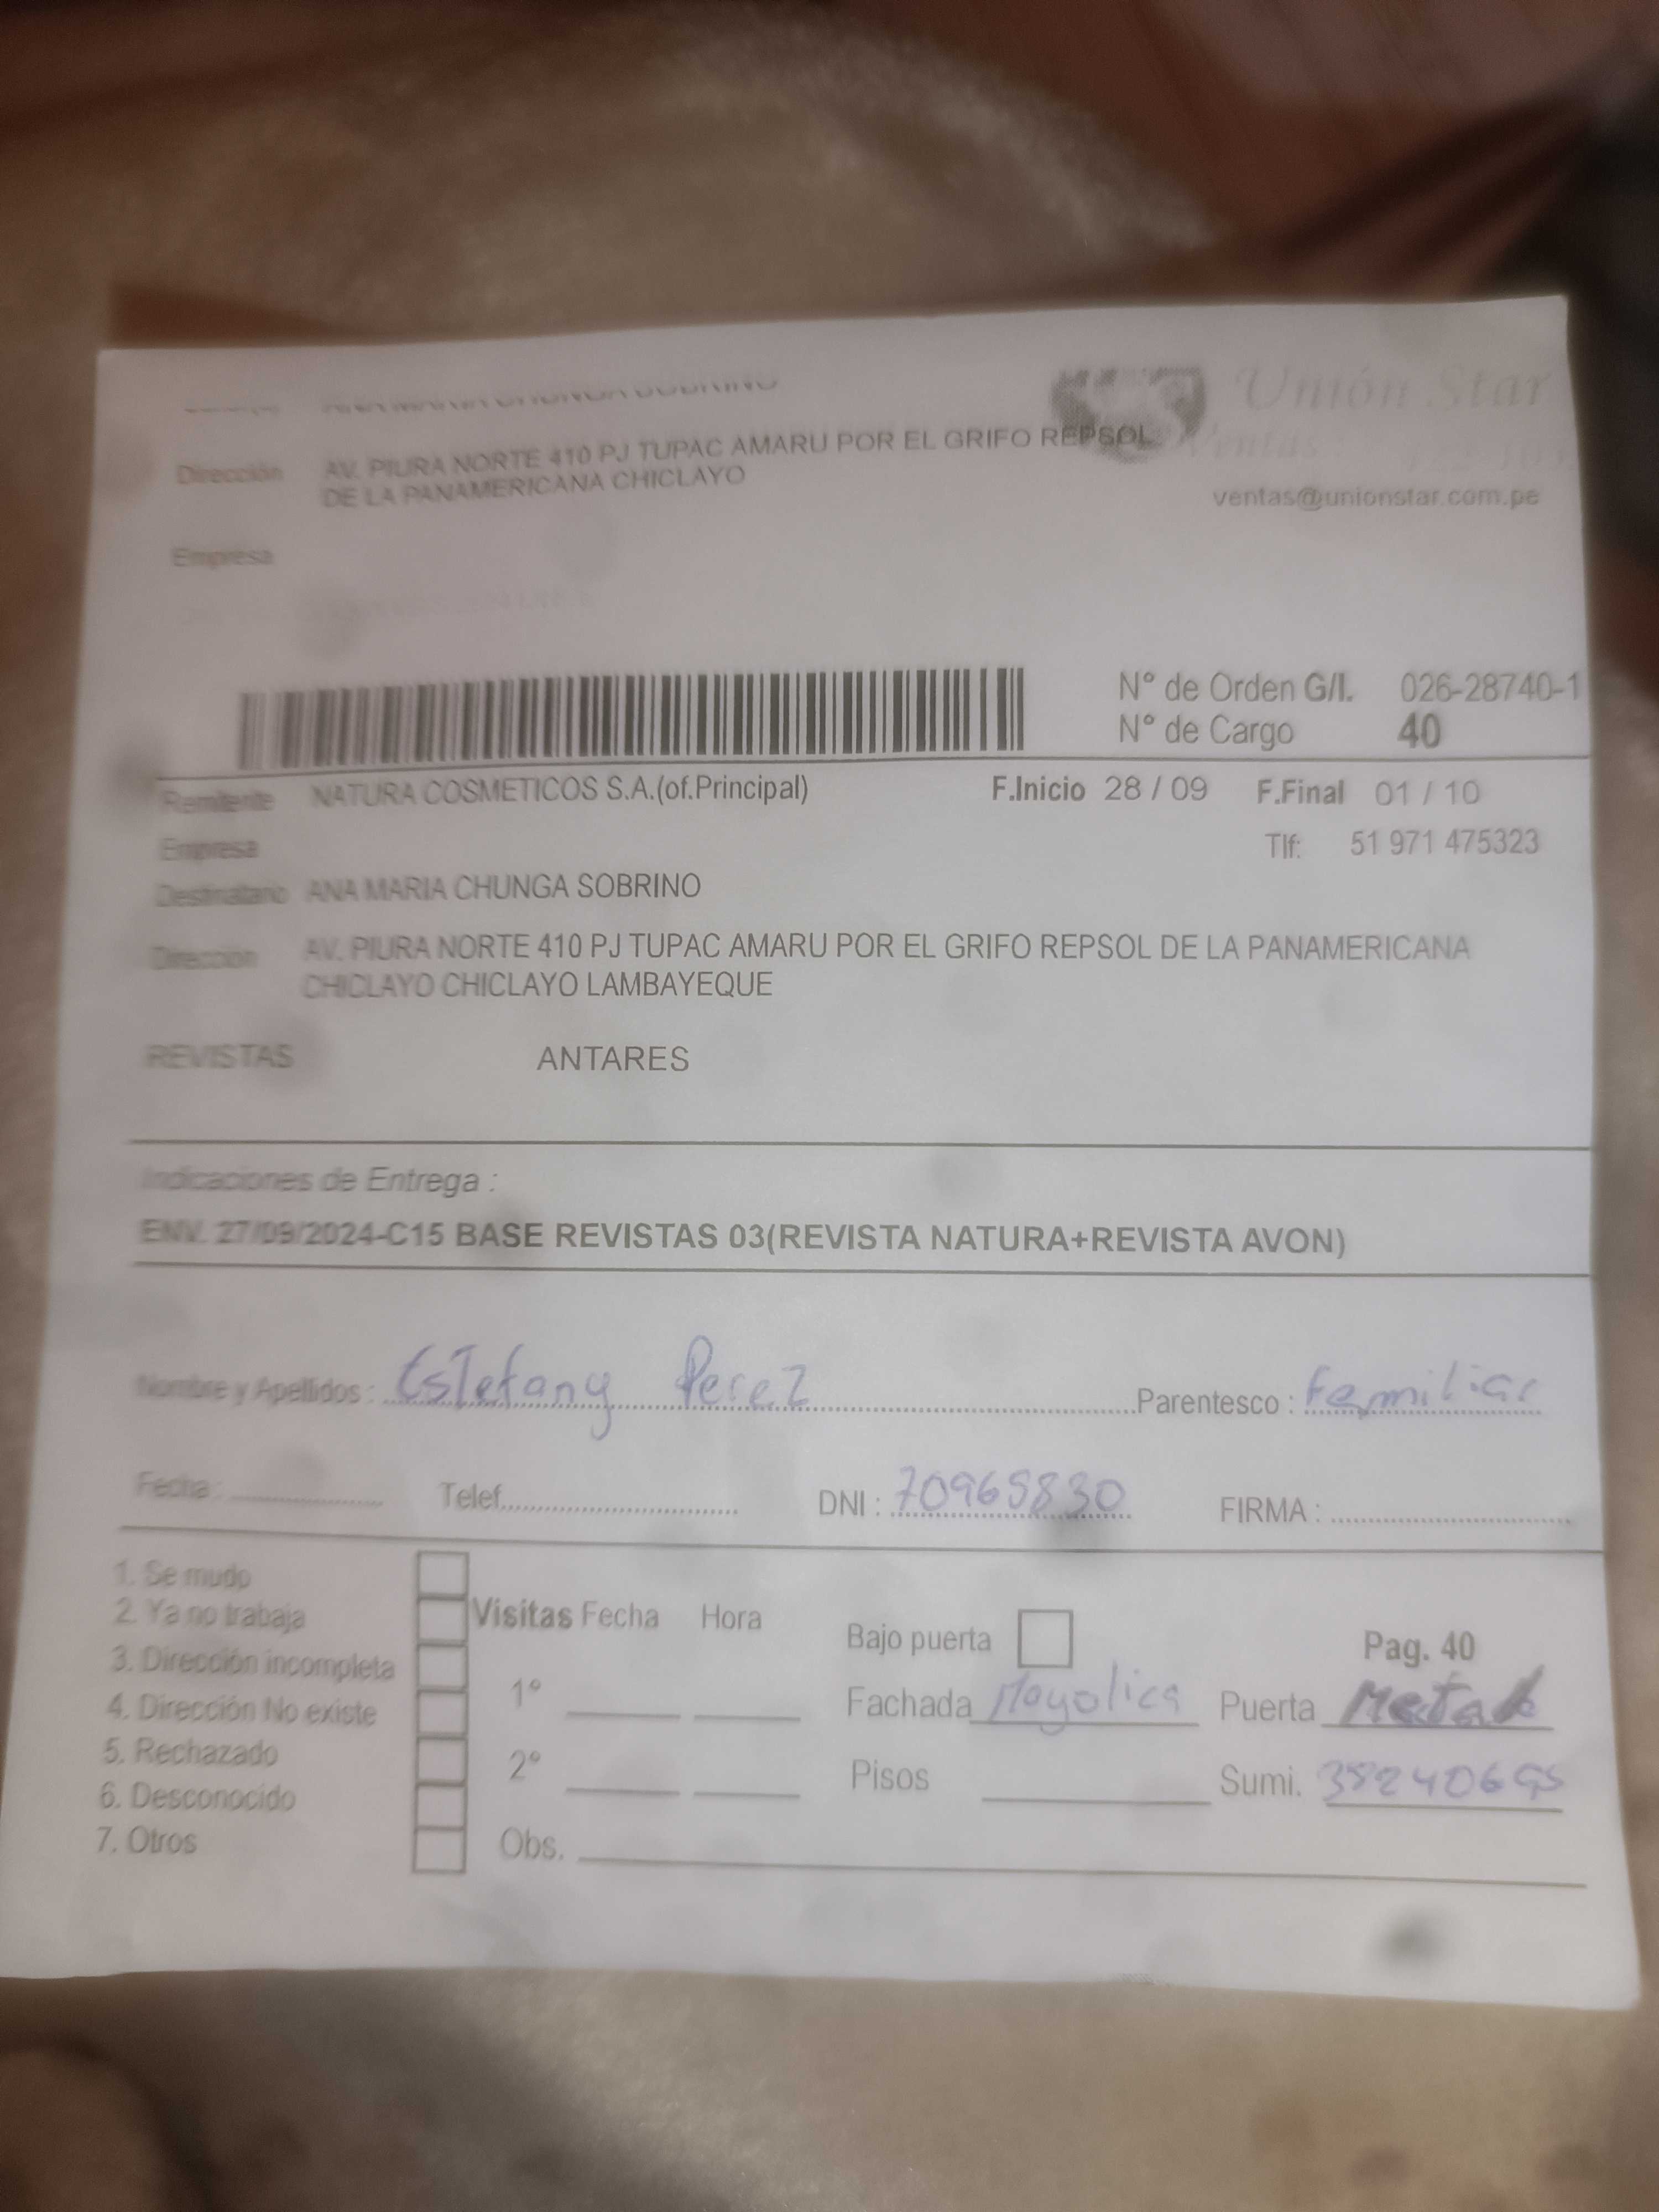 ANA MARIA CHUNGA SOBRINO
Unión Star
Dirección AV. PIURA NORTE 410 PJ TUPAC AMARU POR EL GRIFO REPSOL
DE LA PANAMERICANA CHICLAYO
Ventas
ventas@unionstar.com.pe
Empresa
N° de Orden G/I. 026-28740-1
N° de Cargo 40
Remitente NATURA COSMETICOS S.A.(of.Principal) F.Inicio 28 / 09 F.Final 01 / 10
Empresa Tlf: 51 971 475323
Destinatario ANA MARIA CHUNGA SOBRINO
Dirección AV. PIURA NORTE 410 PJ TUPAC AMARU POR EL GRIFO REPSOL DE LA PANAMERICANA
CHICLAYO CHICLAYO LAMBAYEQUE
REVISTAS ANTARES
Indicaciones de Entrega :
ENV. 27/09/2024-C15 BASE REVISTAS 03(REVISTA NATURA+REVISTA AVON)
Nombre y Apellidos : Estefany Perez Parentesco : Familiar
Fecha : Telef. DNI : 70965830 FIRMA :
1. Se mudo
2. Ya no trabaja
3. Dirección incompleta
4. Dirección No existe
5. Rechazado
6. Desconocido
7. Otros
Visitas Fecha Hora
1°
2°
Obs.
Bajo puerta Pag. 40
Fachada Mayolica Puerta Metal
Pisos Sumi.